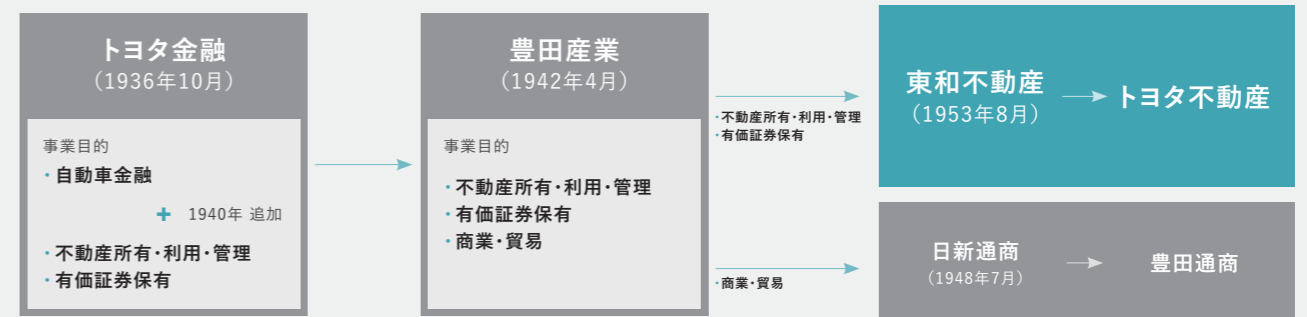 トヨタ金融
（1936年10月）
事業目的
・自動車金融
+ 1940年 追加
・不動産所有・利用・管理
・有価証券保有
豊田産業
（1942年4月）
事業目的
・不動産所有・利用・管理
・有価証券保有
・商業・貿易
・不動産所有・利用・管理
・有価証券保有
東和不動産
（1953年8月）
トヨタ不動産
・商業・貿易
日新通商
（1948年7月）
豊田通商